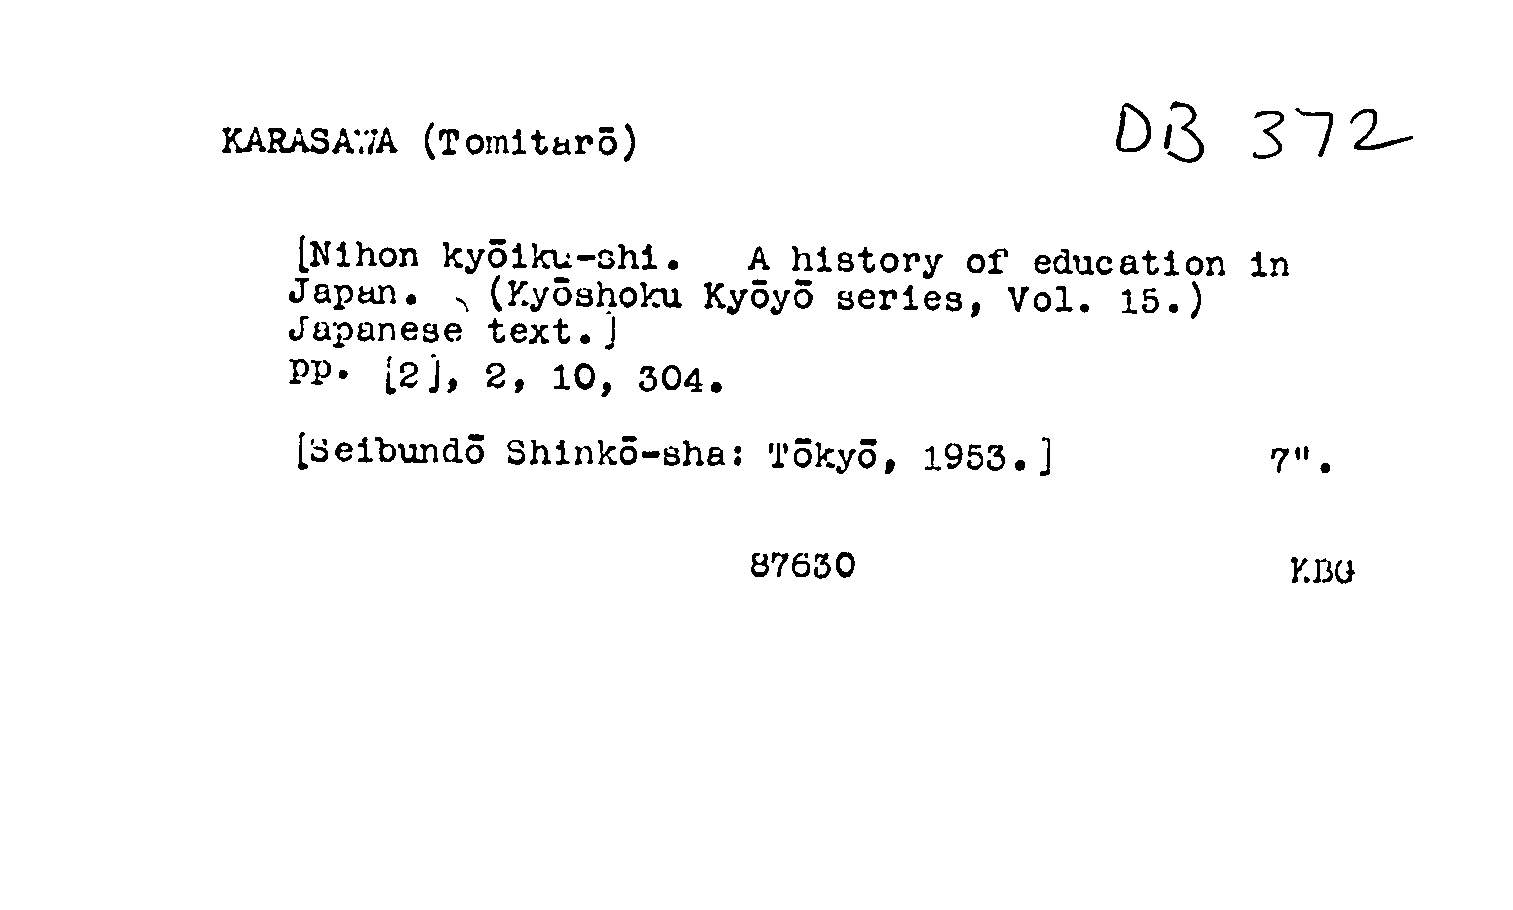 KARASAWA (Tomitarō)
DB 372
[Nihon kyōiku-shi. A history of education in
Japan. (Kyōshoku Kyōyō series, Vol. 15.)
Japanese text.]
pp. [2], 2, 10, 304.
[Seibundō Shinkō-sha: Tōkyō, 1953.] 7".
87630 KBG